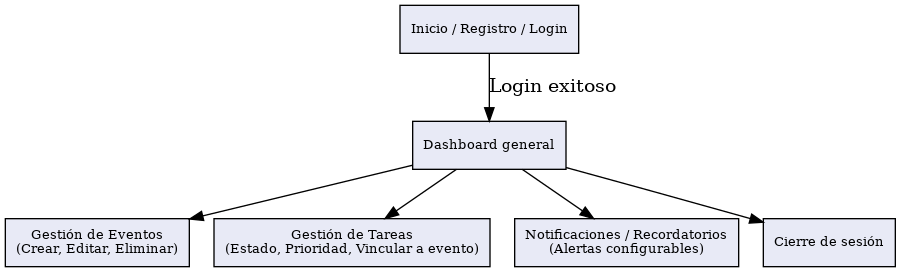 Inicio / Registro / Login
Login exitoso
Dashboard general
Gestión de Eventos
(Crear, Editar, Eliminar)
Gestión de Tareas
(Estado, Prioridad, Vincular a evento)
Notificaciones / Recordatorios
(Alertas configurables)
Cierre de sesión